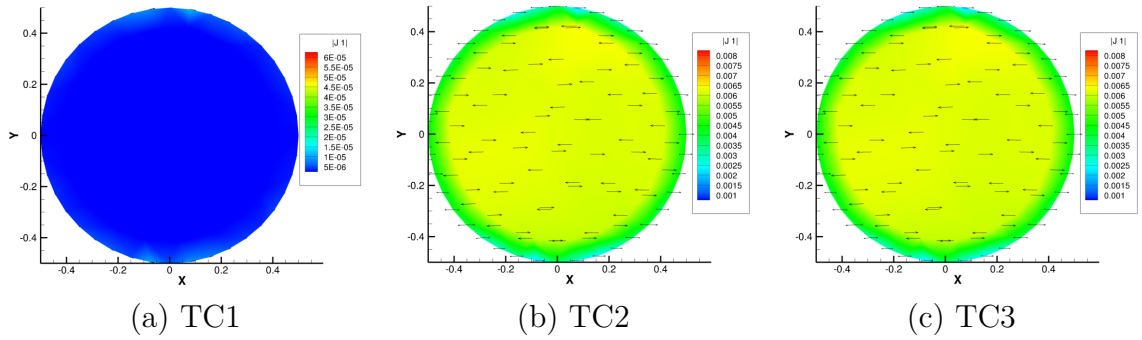 |J 1|
6E-05
5.5E-05
5E-05
4.5E-05
4E-05
3.5E-05
3E-05
2.5E-05
2E-05
1.5E-05
1E-05
5E-06
Y
0.4
0.2
0
-0.2
-0.4
-0.4 -0.2 0 0.2 0.4
X
(a) TC1
|J 1|
0.008
0.0075
0.007
0.0065
0.006
0.0055
0.005
0.0045
0.004
0.0035
0.003
0.0025
0.002
0.0015
0.001
Y
0.4
0.2
0
-0.2
-0.4
-0.4 -0.2 0 0.2 0.4
X
(b) TC2
|J 1|
0.008
0.0075
0.007
0.0065
0.006
0.0055
0.005
0.0045
0.004
0.0035
0.003
0.0025
0.002
0.0015
0.001
Y
0.4
0.2
0
-0.2
-0.4
-0.4 -0.2 0 0.2 0.4
X
(c) TC3